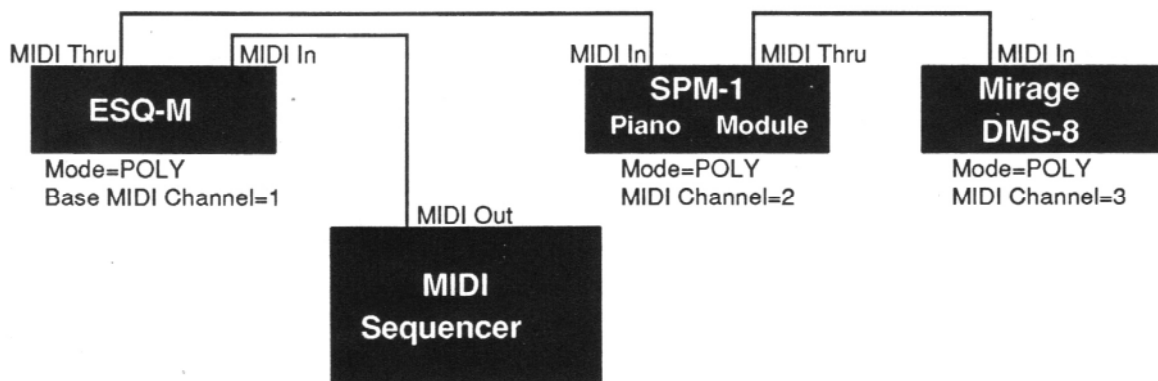 MIDI Thru
MIDI In
MIDI In
MIDI Thru
MIDI In
ESQ-M
SPM-1
Piano Module
Mirage
DMS-8
Mode=POLY
Base MIDI Channel=1
Mode=POLY
MIDI Channel=2
Mode=POLY
MIDI Channel=3
MIDI Out
MIDI
Sequencer